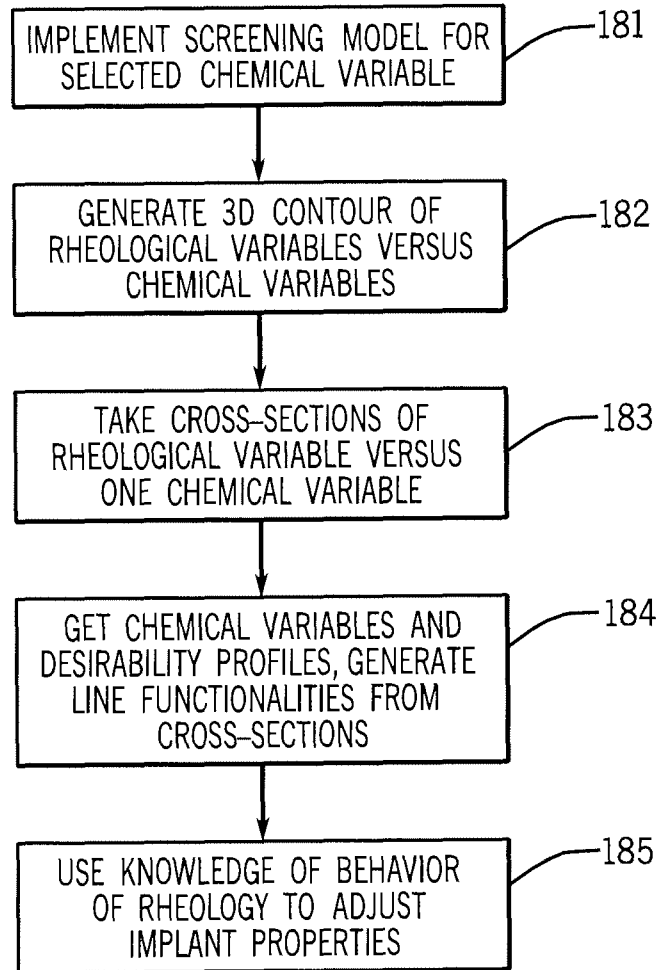 IMPLEMENT SCREENING MODEL FOR
SELECTED CHEMICAL VARIABLE
181
GENERATE 3D CONTOUR OF
RHEOLOGICAL VARIABLES VERSUS
CHEMICAL VARIABLES
182
TAKE CROSS-SECTIONS OF
RHEOLOGICAL VARIABLE VERSUS
ONE CHEMICAL VARIABLE
183
GET CHEMICAL VARIABLES AND
DESIRABILITY PROFILES, GENERATE
LINE FUNCTIONALITIES FROM
CROSS-SECTIONS
184
USE KNOWLEDGE OF BEHAVIOR
OF RHEOLOGY TO ADJUST
IMPLANT PROPERTIES
185